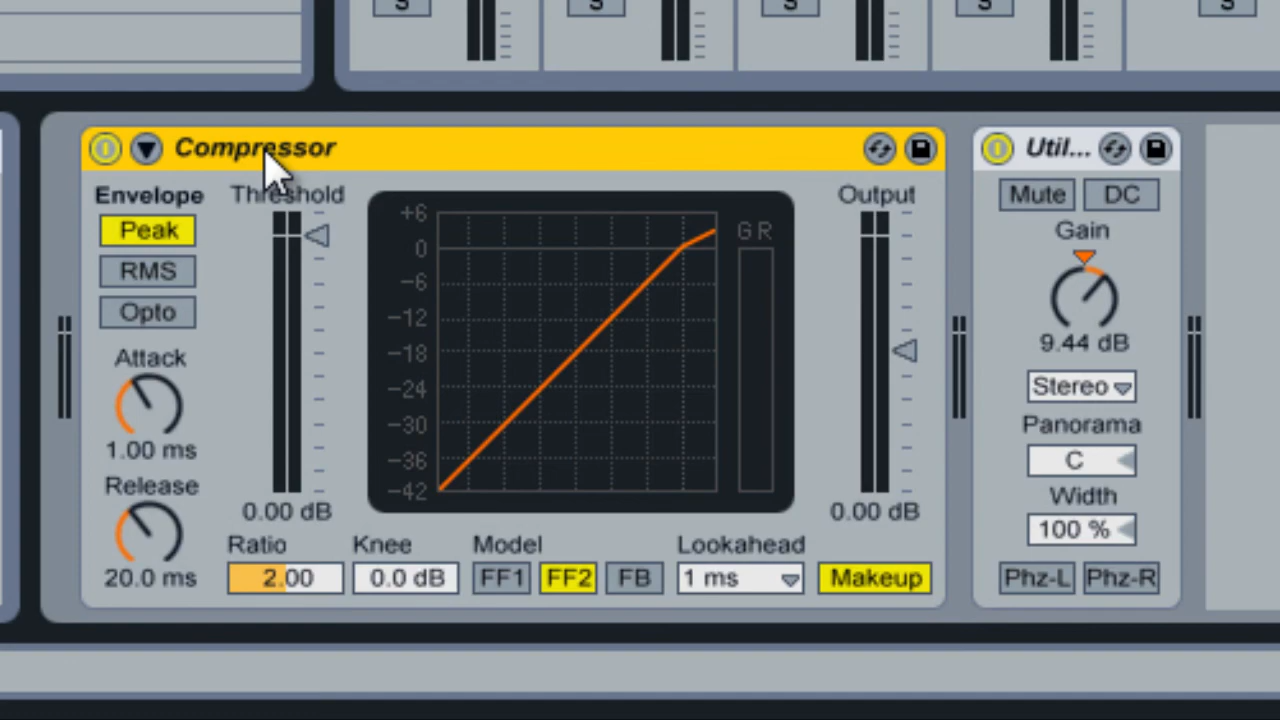 S S S S S
Compressor
Envelope
Peak
RMS
Opto
Attack
1.00 ms
Release
20.0 ms
Threshold
0.00 dB
Ratio
2.00
Knee
0.0 dB
+6
0
-6
-12
-18
-24
-30
-36
-42
GR
Model
FF1 FF2 FB
Lookahead
1 ms
Output
0.00 dB
Makeup
Util...
Mute DC
Gain
9.44 dB
Stereo
Panorama
C
Width
100 %
Phz-L Phz-R